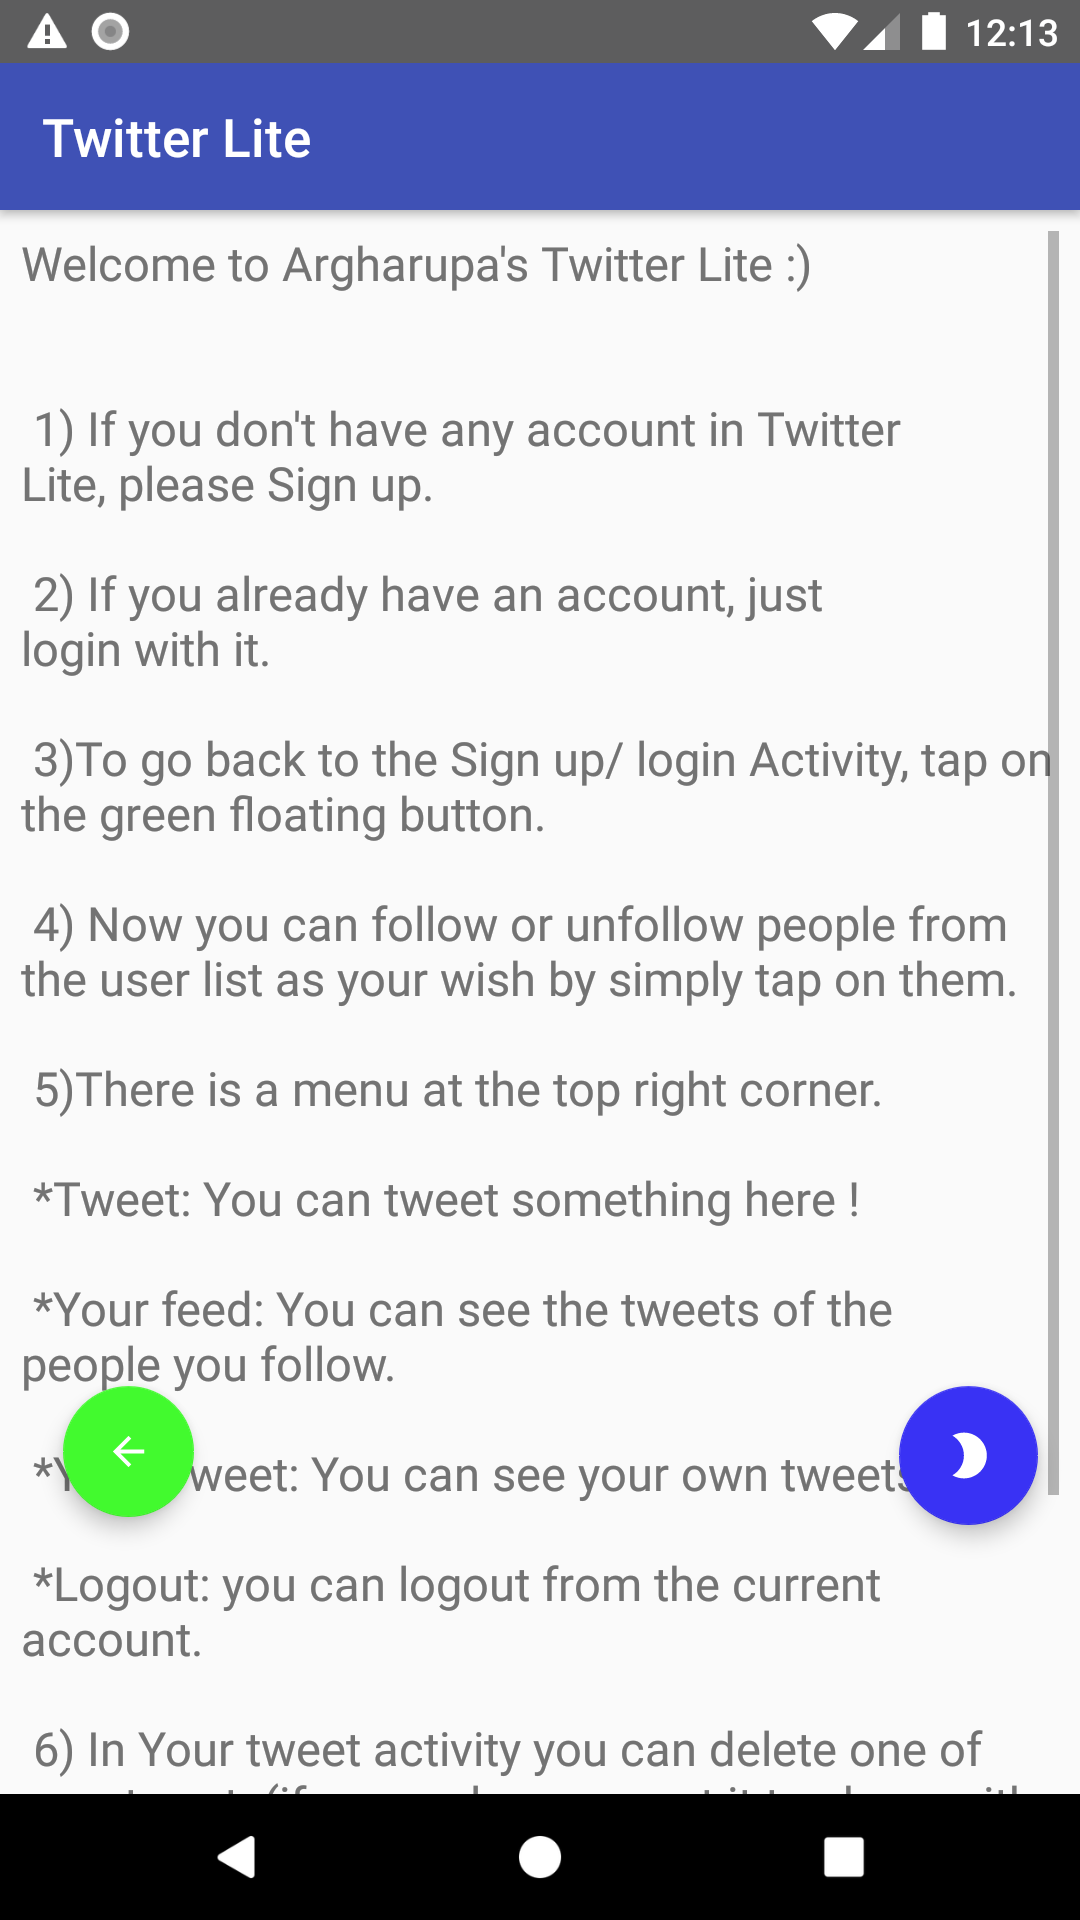 12:13
Twitter Lite
Welcome to Argharupa's Twitter Lite :)
1) If you don't have any account in Twitter
Lite, please Sign up.
2) If you already have an account, just
login with it.
3)To go back to the Sign up/ login Activity, tap on
the green floating button.
4) Now you can follow or unfollow people from
the user list as your wish by simply tap on them.
5)There is a menu at the top right corner.
*Tweet: You can tweet something here !
*Your feed: You can see the tweets of the
people you follow.
weet: You can see your own tweets
*Logout: you can logout from the current
account.
6) In Your tweet activity you can delete one of